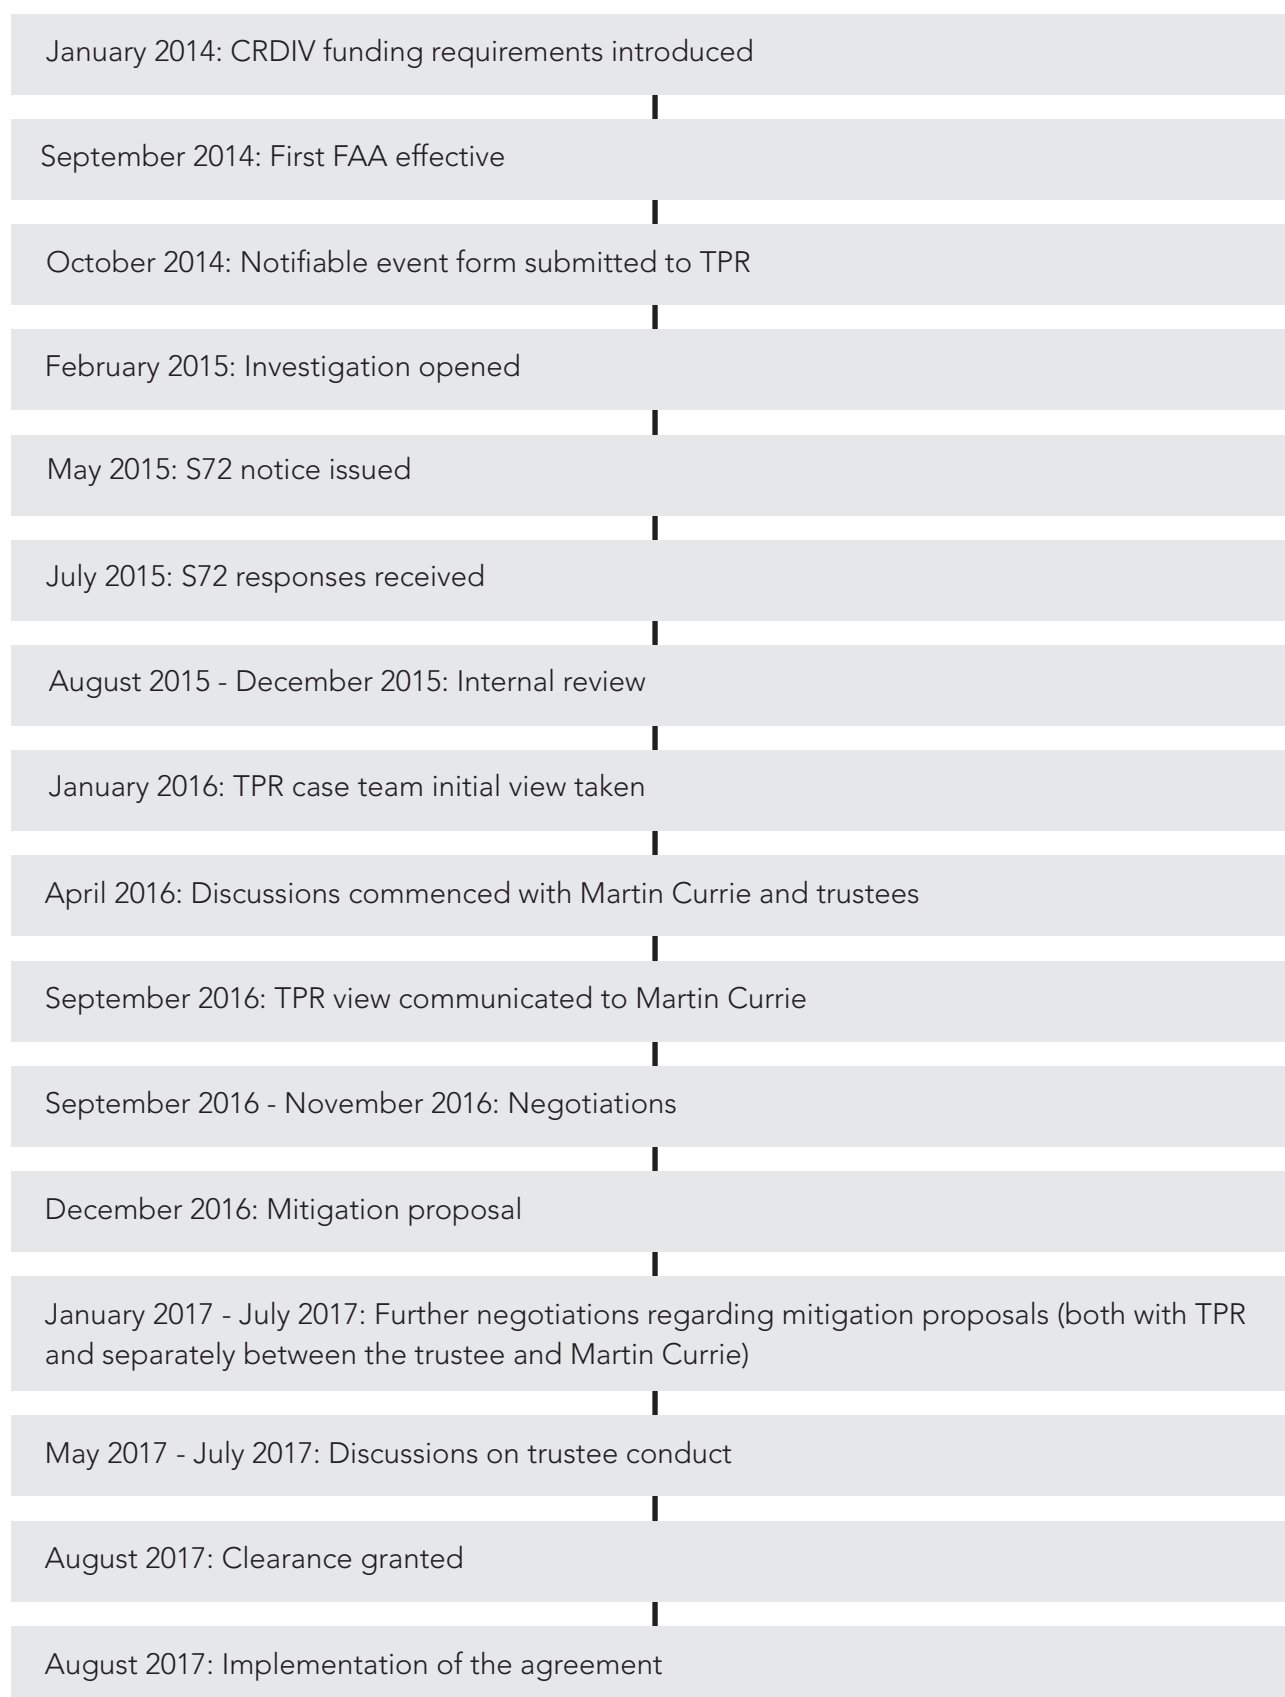 January 2014: CRDIV funding requirements introduced
September 2014: First FAA effective
October 2014: Notifiable event form submitted to TPR
February 2015: Investigation opened
May 2015: S72 notice issued
July 2015: S72 responses received
August 2015 - December 2015: Internal review
January 2016: TPR case team initial view taken
April 2016: Discussions commenced with Martin Currie and trustees
September 2016: TPR view communicated to Martin Currie
September 2016 - November 2016: Negotiations
December 2016: Mitigation proposal
January 2017 - July 2017: Further negotiations regarding mitigation proposals (both with TPR
and separately between the trustee and Martin Currie)
May 2017 - July 2017: Discussions on trustee conduct
August 2017: Clearance granted
August 2017: Implementation of the agreement